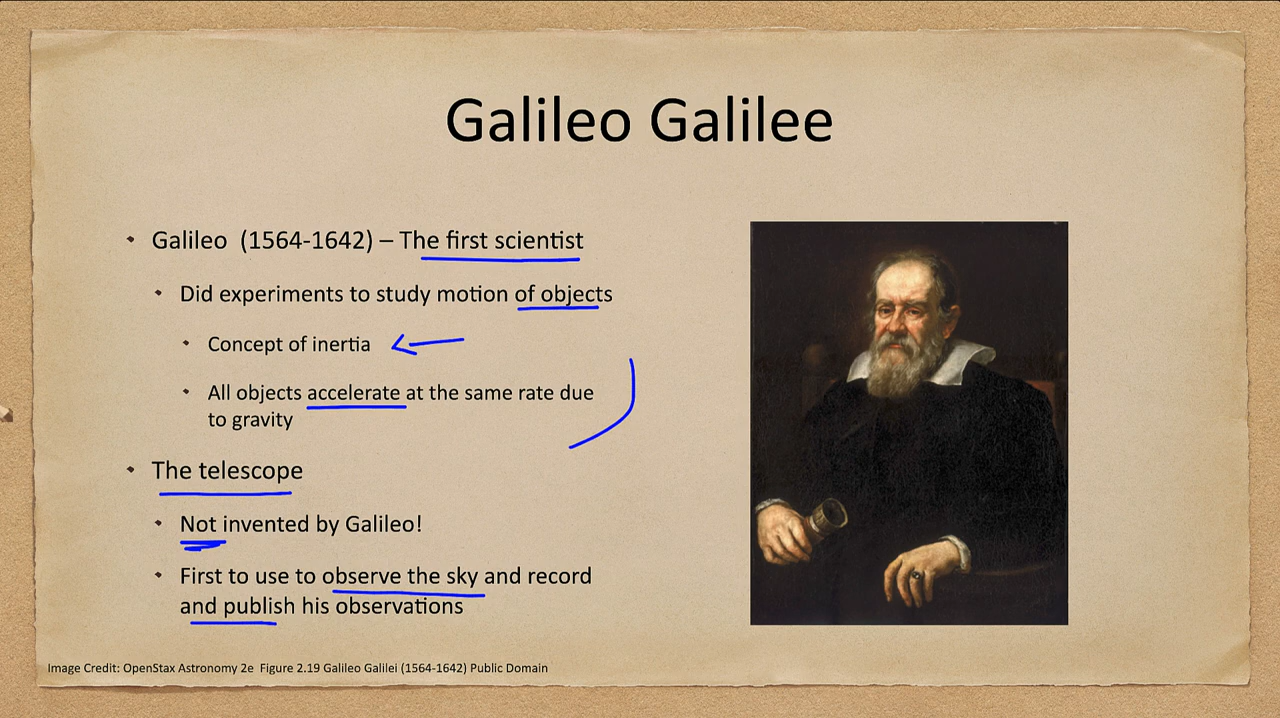 Galileo Galilee
Galileo (1564-1642) – The first scientist
Did experiments to study motion of objects
Concept of inertia
All objects accelerate at the same rate due
to gravity
The telescope
Not invented by Galileo!
First to use to observe the sky and record
and publish his observations
Image Credit: OpenStax Astronomy 2e Figure 2.19 Galileo Galilei (1564-1642) Public Domain